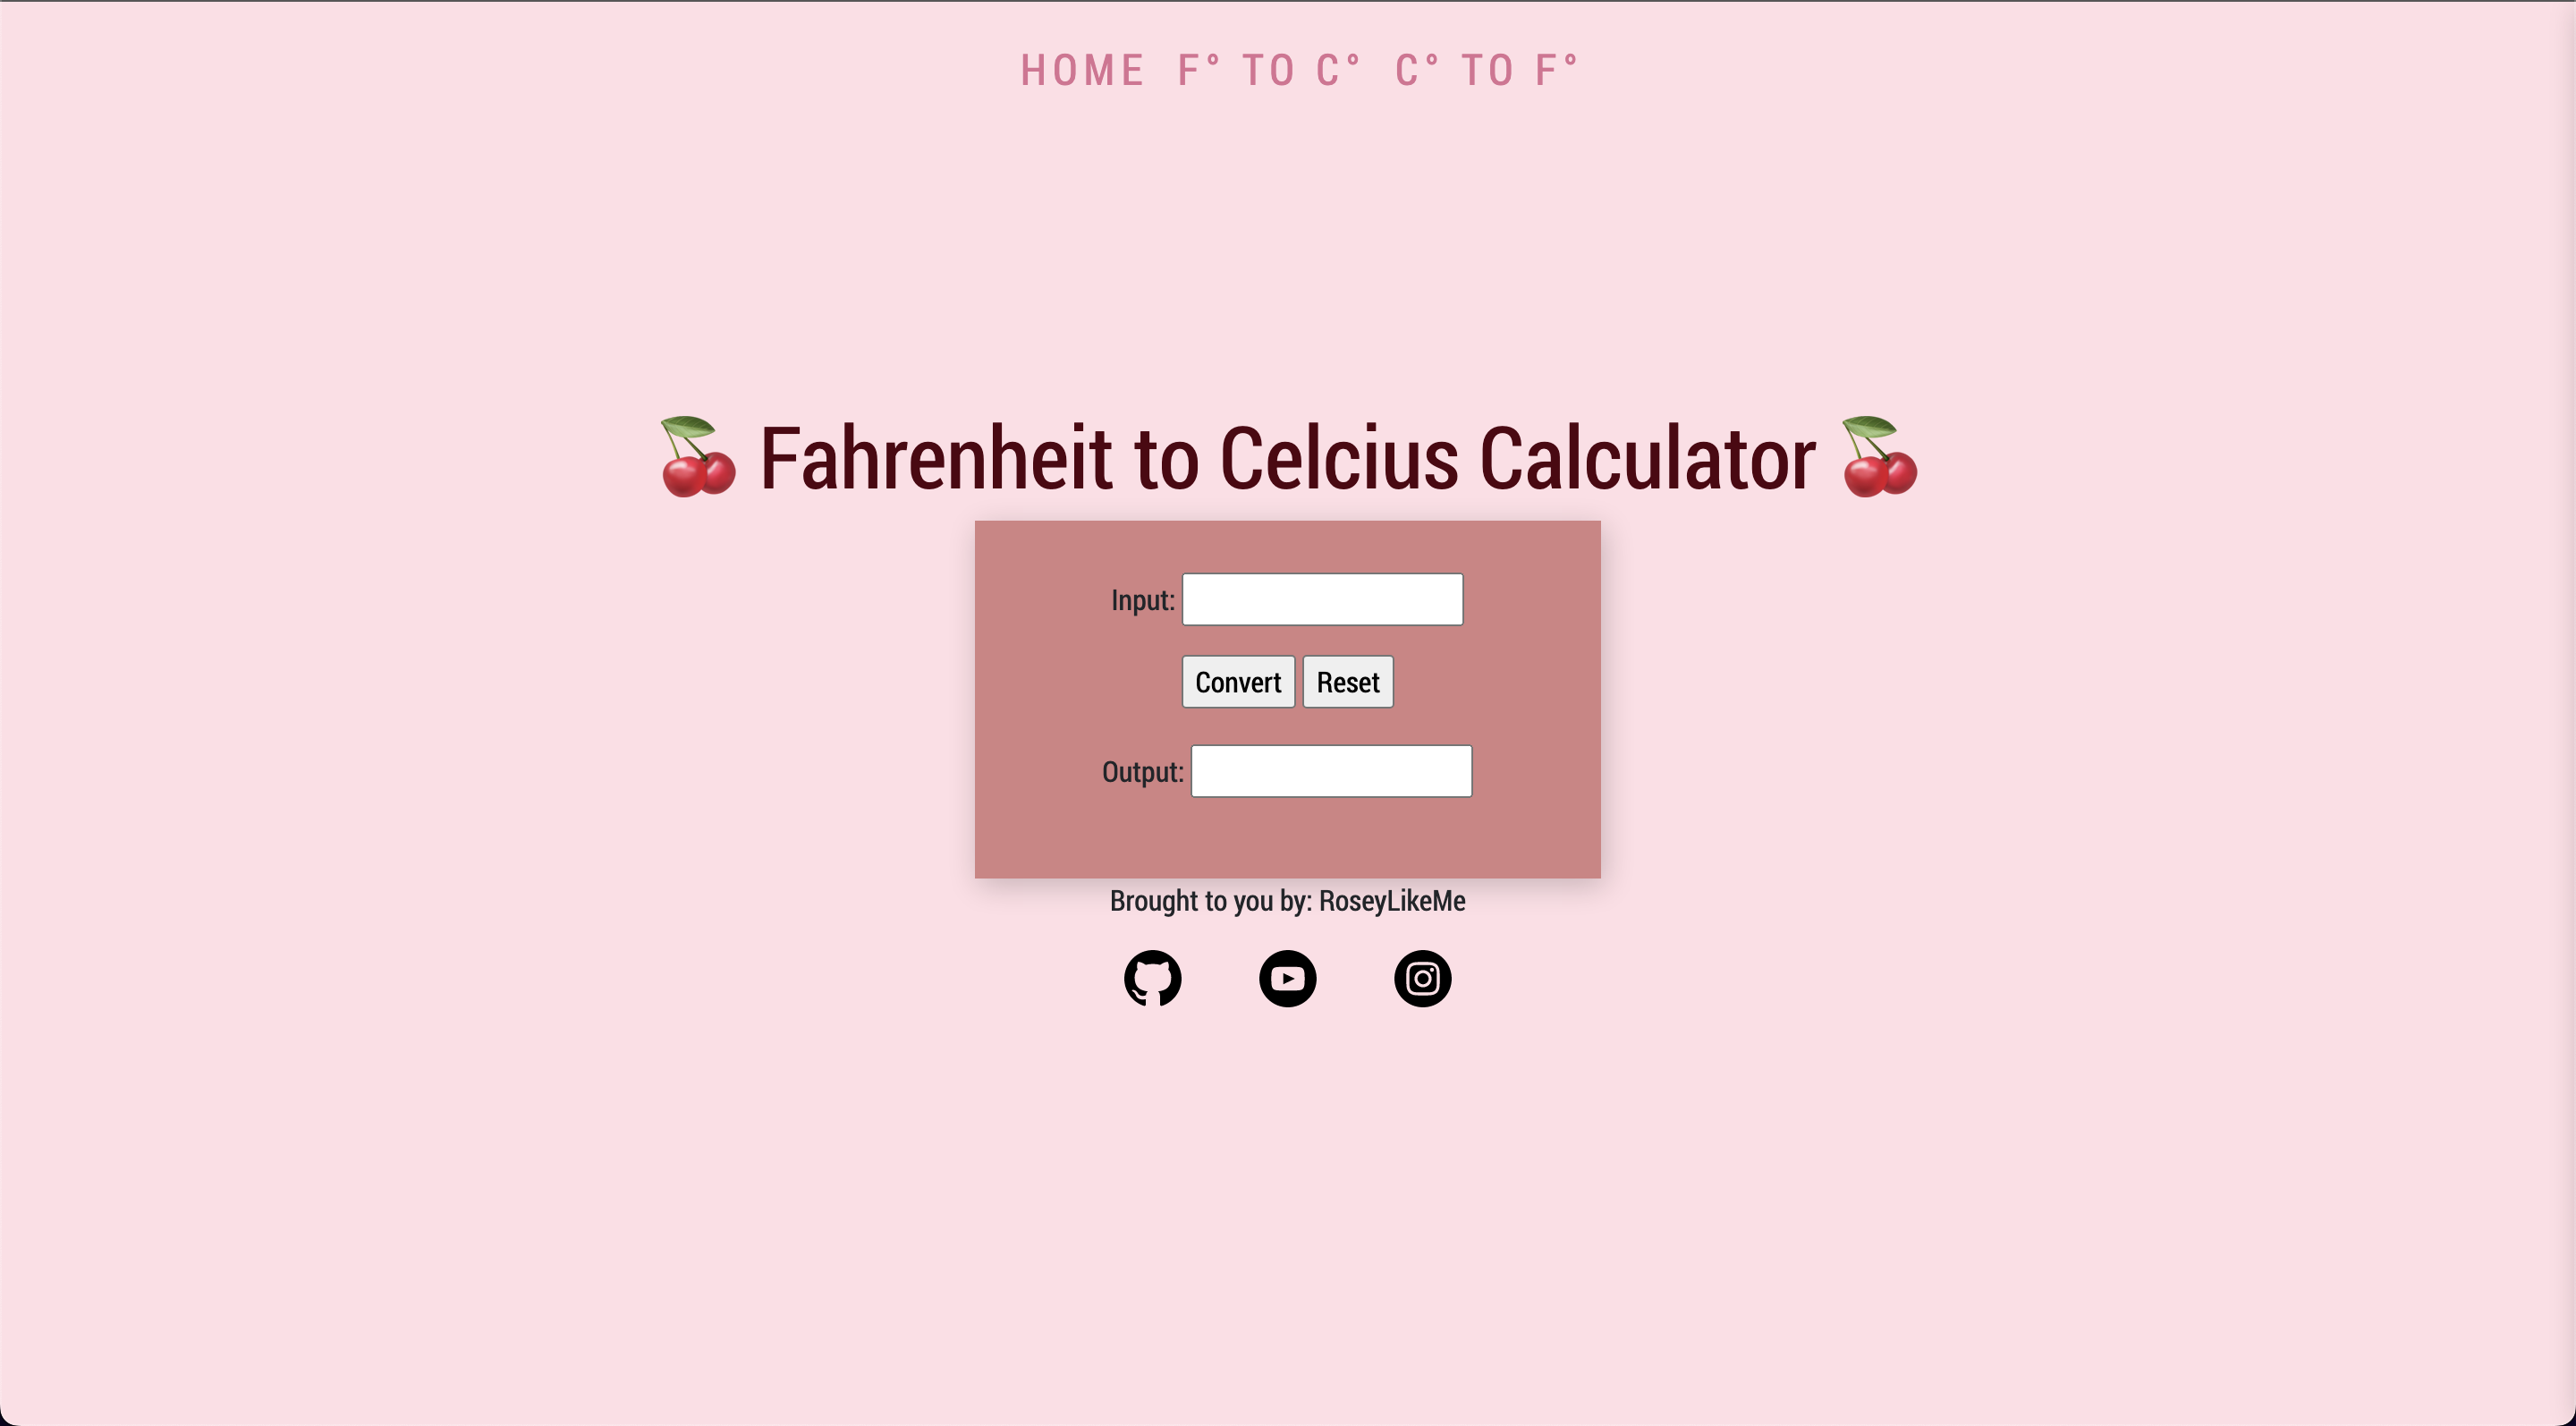 HOME F° TO C° C° TO F°
🍒 Fahrenheit to Celcius Calculator 🍒
Input:
Convert Reset
Output:
Brought to you by: RoseyLikeMe